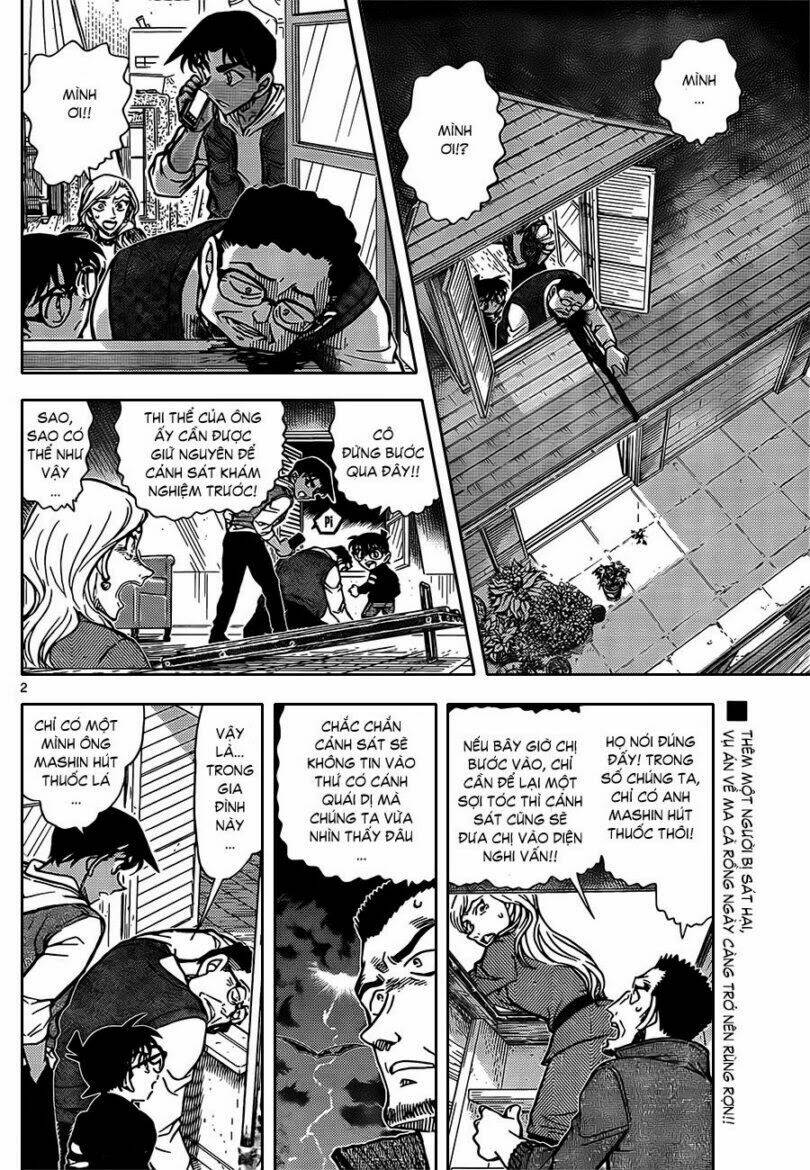 MÌNH
...
MÌNH
ƠI!?
MÌNH
ƠI!!
CÔ
ĐỪNG BƯỚC
QUA ĐÂY!!
THI THỂ CỦA ÔNG
ẤY CẦN ĐƯỢC
GIỮ NGUYÊN ĐỂ
CẢNH SÁT KHÁM
NGHIỆM TRƯỚC!
Pi
SAO,
SAO CÓ
THỂ NHƯ
VẬY
...
2
THÊM MỘT NGƯỜI BỊ SÁT HẠI,
VỤ ÁN VỀ MA CÀ RỒNG NGÀY CÀNG TRỞ NÊN RÙNG RỢN!!
HỌ NÓI ĐÚNG
ĐẤY! TRONG
SỐ CHÚNG TA,
CHỈ CÓ ANH
MASHIN HÚT
THUỐC THÔI!
NẾU BÂY GIỜ CHỊ
BƯỚC VÀO, CHỈ
CẦN ĐỂ LẠI MỘT
SỢI TÓC THÌ CẢNH
SÁT CŨNG SẼ
ĐƯA CHỊ VÀO DIỆN
NGHI VẤN!!
CHẮC CHẮN
CẢNH SÁT SẼ
KHÔNG TIN VÀO
THỨ CÓ CÁNH
QUÁI DỊ MÀ
CHÚNG TA VỪA
NHÌN THẤY ĐÂU
...
VẬY
LÀ...
TRONG
GIA
ĐÌNH
NÀY
...
CHỈ CÓ MỘT
MÌNH ÔNG
MASHIN HÚT
THUỐC LÁ
...